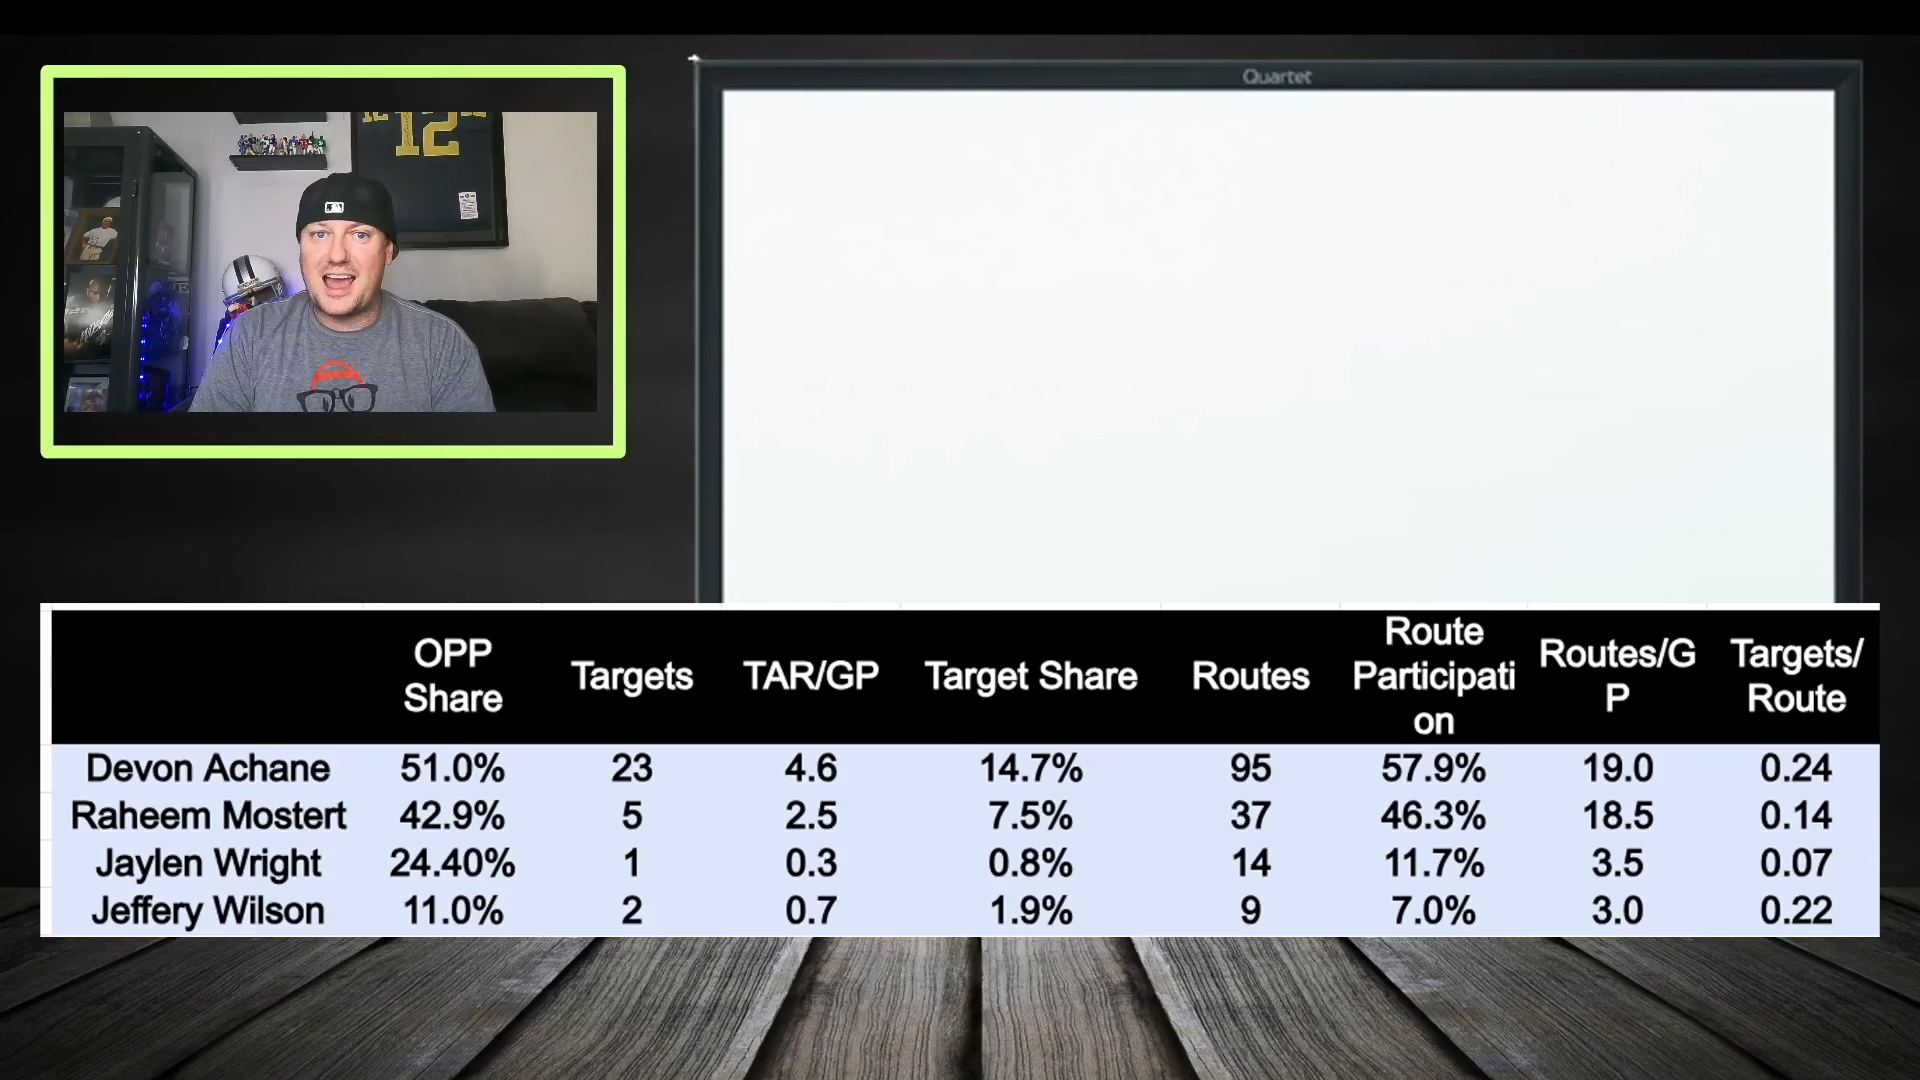 12
Quartet
OPP Share Targets TAR/GP Target Share Routes Route Participati on Routes/G P Targets/ Route
Devon Achane 51.0% 23 4.6 14.7% 95 57.9% 19.0 0.24
Raheem Mostert 42.9% 5 2.5 7.5% 37 46.3% 18.5 0.14
Jaylen Wright 24.40% 1 0.3 0.8% 14 11.7% 3.5 0.07
Jeffery Wilson 11.0% 2 0.7 1.9% 9 7.0% 3.0 0.22